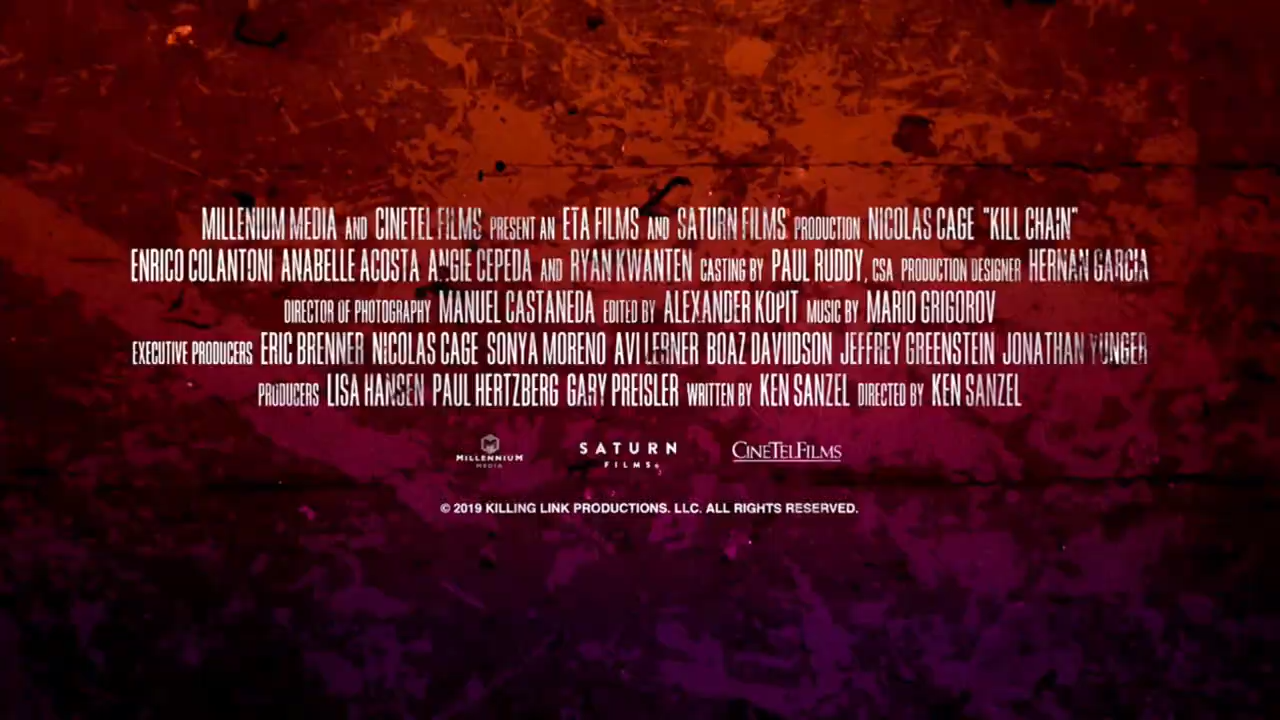 MILLENIUM MEDIA AND CINETEL FILMS PRESENT AN ETA FILMS AND SATURN FILMS PRODUCTION NICOLAS CAGE "KILL CHAIN"
ENRICO COLANTONI ANABELLE ACOSTA ANGIE CEPEDA AND RYAN KWANTEN CASTING BY PAUL RUDDY, CSA PRODUCTION DESIGNER HERNAN GARCIA
DIRECTOR OF PHOTOGRAPHY MANUEL CASTANEDA EDITED BY ALEXANDER KOPIT MUSIC BY MARIO GRIGOROV
EXECUTIVE PRODUCERS ERIC BRENNER NICOLAS CAGE SONYA MORENO AVI LERNER BOAZ DAVIIDSON JEFFREY GREENSTEIN JONATHAN YUNGER
PRODUCERS LISA HANSEN PAUL HERTZBERG GARY PREISLER WRITTEN BY KEN SANZEL DIRECTED BY KEN SANZEL
MILLENNIUM MEDIA SATURN FILMS CINETELFILMS
© 2019 KILLING LINK PRODUCTIONS. LLC. ALL RIGHTS RESERVED.